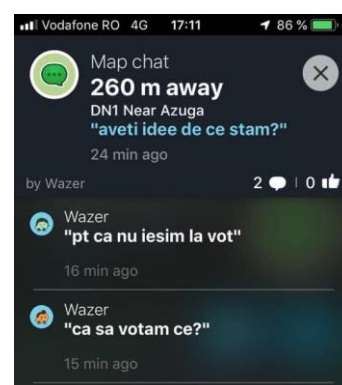 Vodafone RO 4G 17:11 86 %
Map chat
260 m away
DN1 Near Azuga
"aveti idee de ce stam?"
24 min ago
by Wazer 2 | 0
Wazer
"pt ca nu iesim la vot"
16 min ago
Wazer
"ca sa votam ce?"
15 min ago